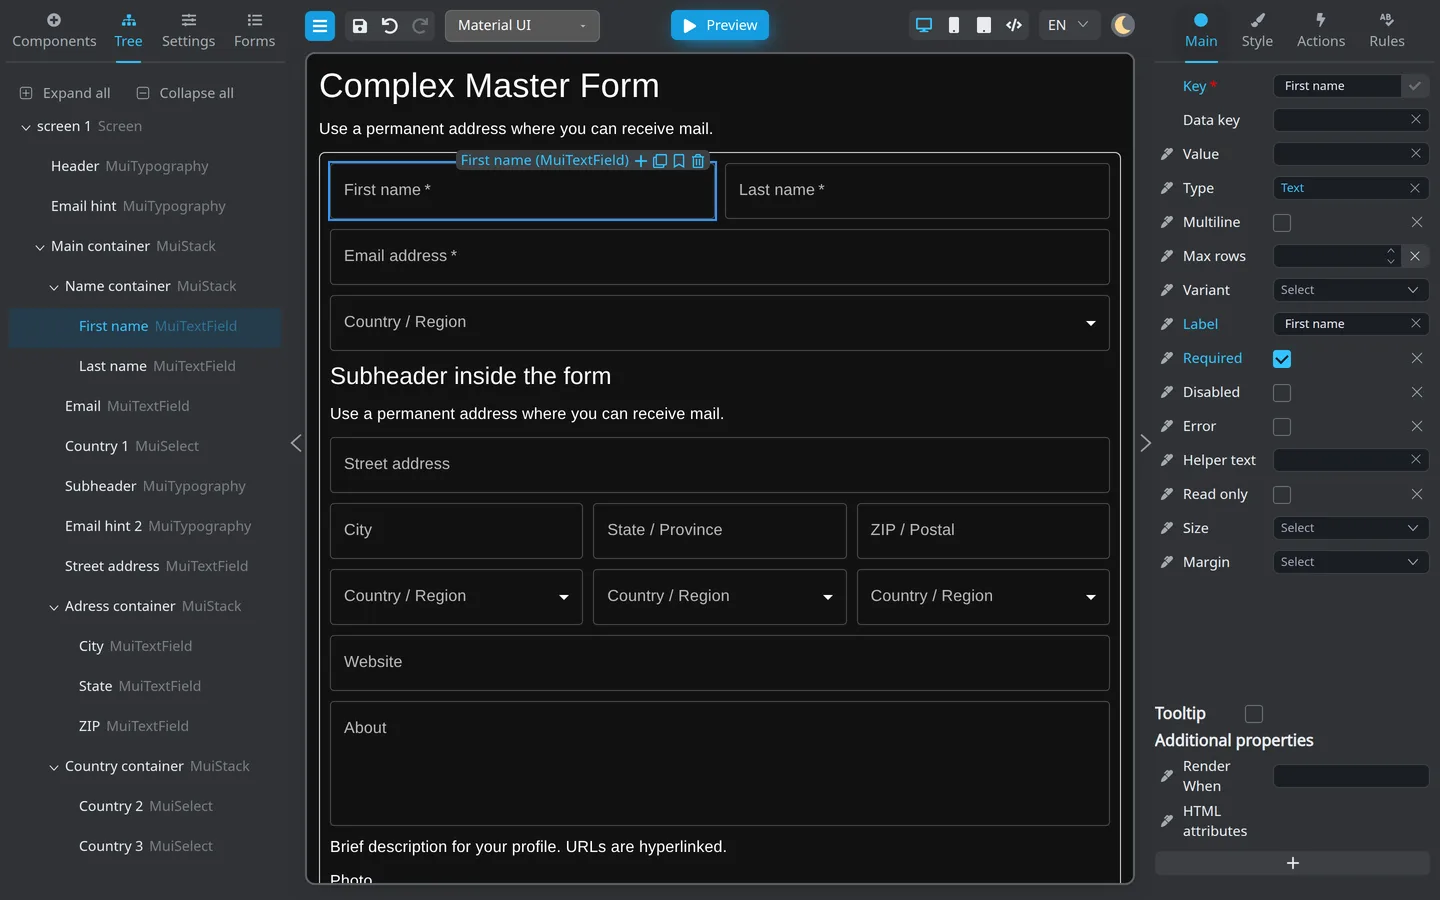 Components Tree Settings Forms
Material UI
Preview
EN
Main Style Actions Rules
Expand all Collapse all
screen 1 Screen
Header MuiTypography
Email hint MuiTypography
Main container MuiStack
Name container MuiStack
First name MuiTextField
Last name MuiTextField
Email MuiTextField
Country 1 MuiSelect
Subheader MuiTypography
Email hint 2 MuiTypography
Street address MuiTextField
Adress container MuiStack
City MuiTextField
State MuiTextField
ZIP MuiTextField
Country container MuiStack
Country 2 MuiSelect
Country 3 MuiSelect
Complex Master Form
Use a permanent address where you can receive mail.
First name (MuiTextField)
First name *
Last name *
Email address *
Country / Region
Subheader inside the form
Use a permanent address where you can receive mail.
Street address
City State / Province ZIP / Postal
Country / Region Country / Region Country / Region
Website
About
Brief description for your profile. URLs are hyperlinked.
Photo
Key * First name
Data key
Value
Type Text
Multiline
Max rows
Variant Select
Label First name
Required
Disabled
Error
Helper text
Read only
Size Select
Margin Select
Tooltip
Additional properties
Render
When
HTML
attributes